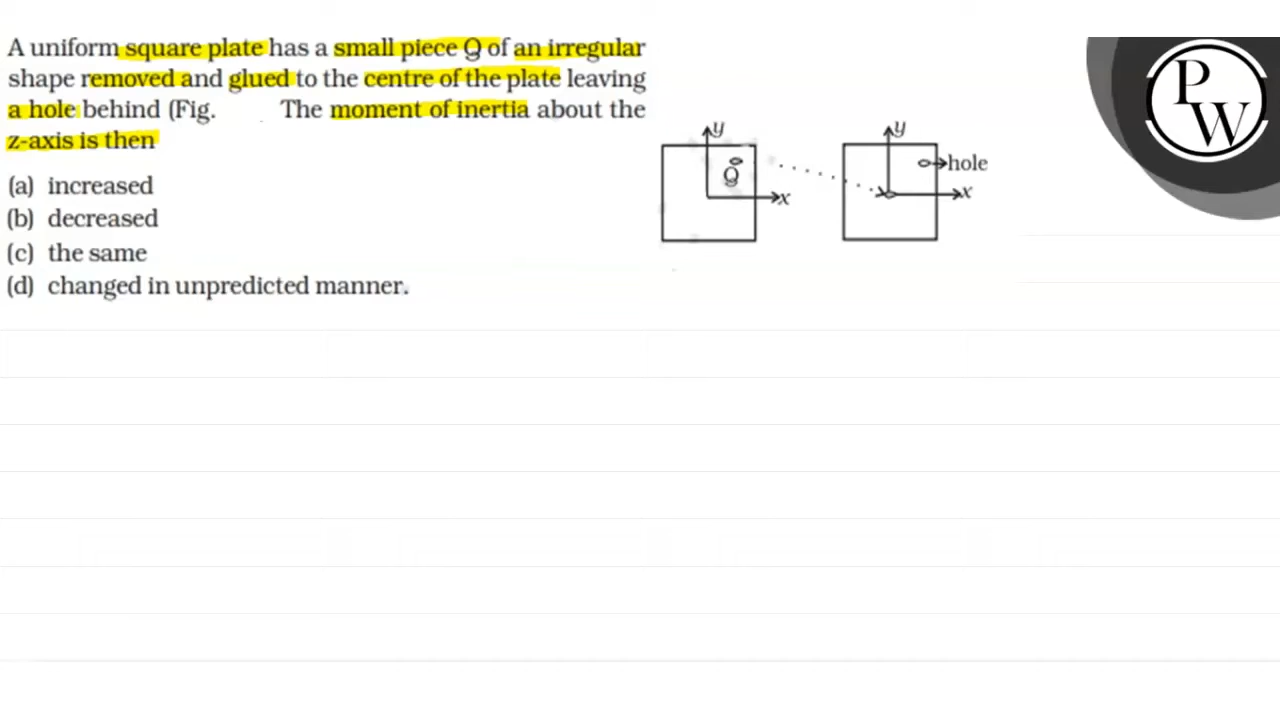 A uniform square plate has a small piece Q of an irregular
shape removed and glued to the centre of the plate leaving
a hole behind (Fig. The moment of inertia about the
z-axis is then
(a) increased
(b) decreased
(c) the same
(d) changed in unpredicted manner.
y
Q
x
y
hole
x
P
W